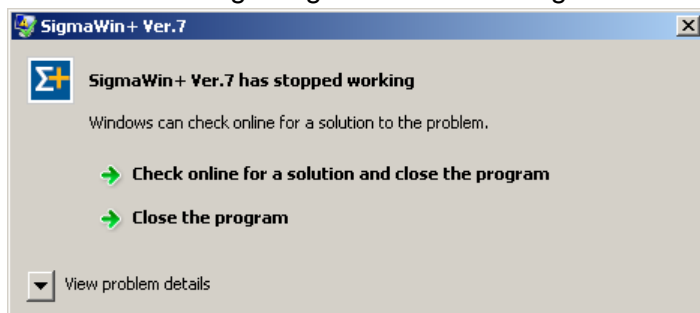 SigmaWin+ Ver.7
Σ+
SigmaWin+ Ver.7 has stopped working
Windows can check online for a solution to the problem.
Check online for a solution and close the program
Close the program
View problem details